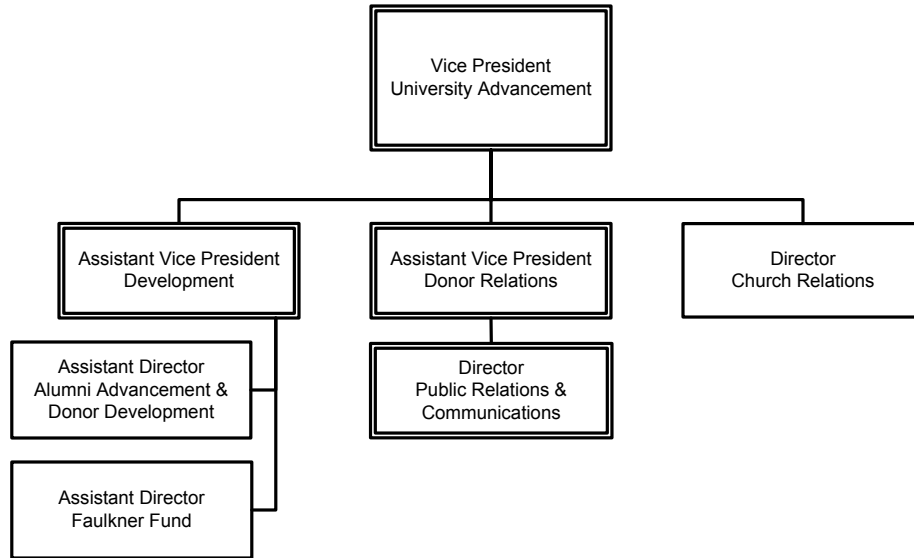 Vice President
University Advancement
Assistant Vice President
Development
Assistant Vice President
Donor Relations
Director
Church Relations
Assistant Director
Alumni Advancement &
Donor Development
Director
Public Relations &
Communications
Assistant Director
Faulkner Fund